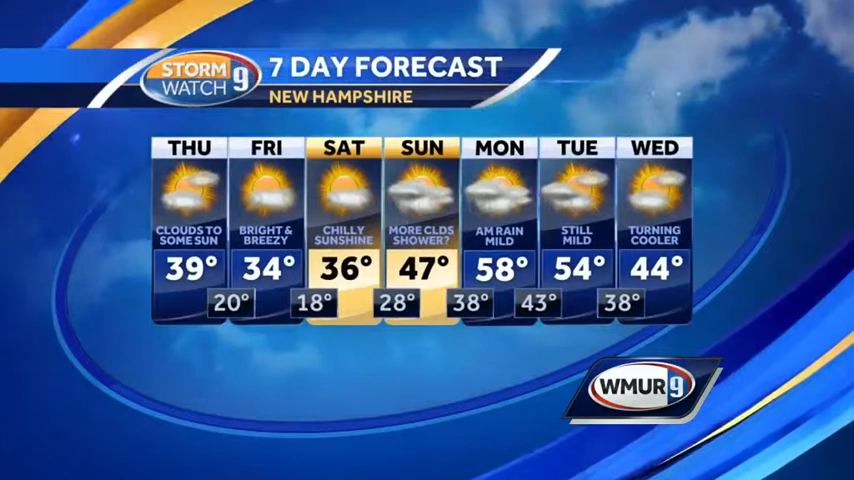 STORM
WATCH 9
7 DAY FORECAST
NEW HAMPSHIRE
THU FRI SAT SUN MON TUE WED
CLOUDS TO SOME SUN
BRIGHT & BREEZY
CHILLY SUNSHINE
MORE CLDS SHOWER?
AM RAIN MILD
STILL MILD
TURNING COOLER
39° 34° 36° 47° 58° 54° 44°
20° 18° 28° 38° 43° 38°
WMUR 9